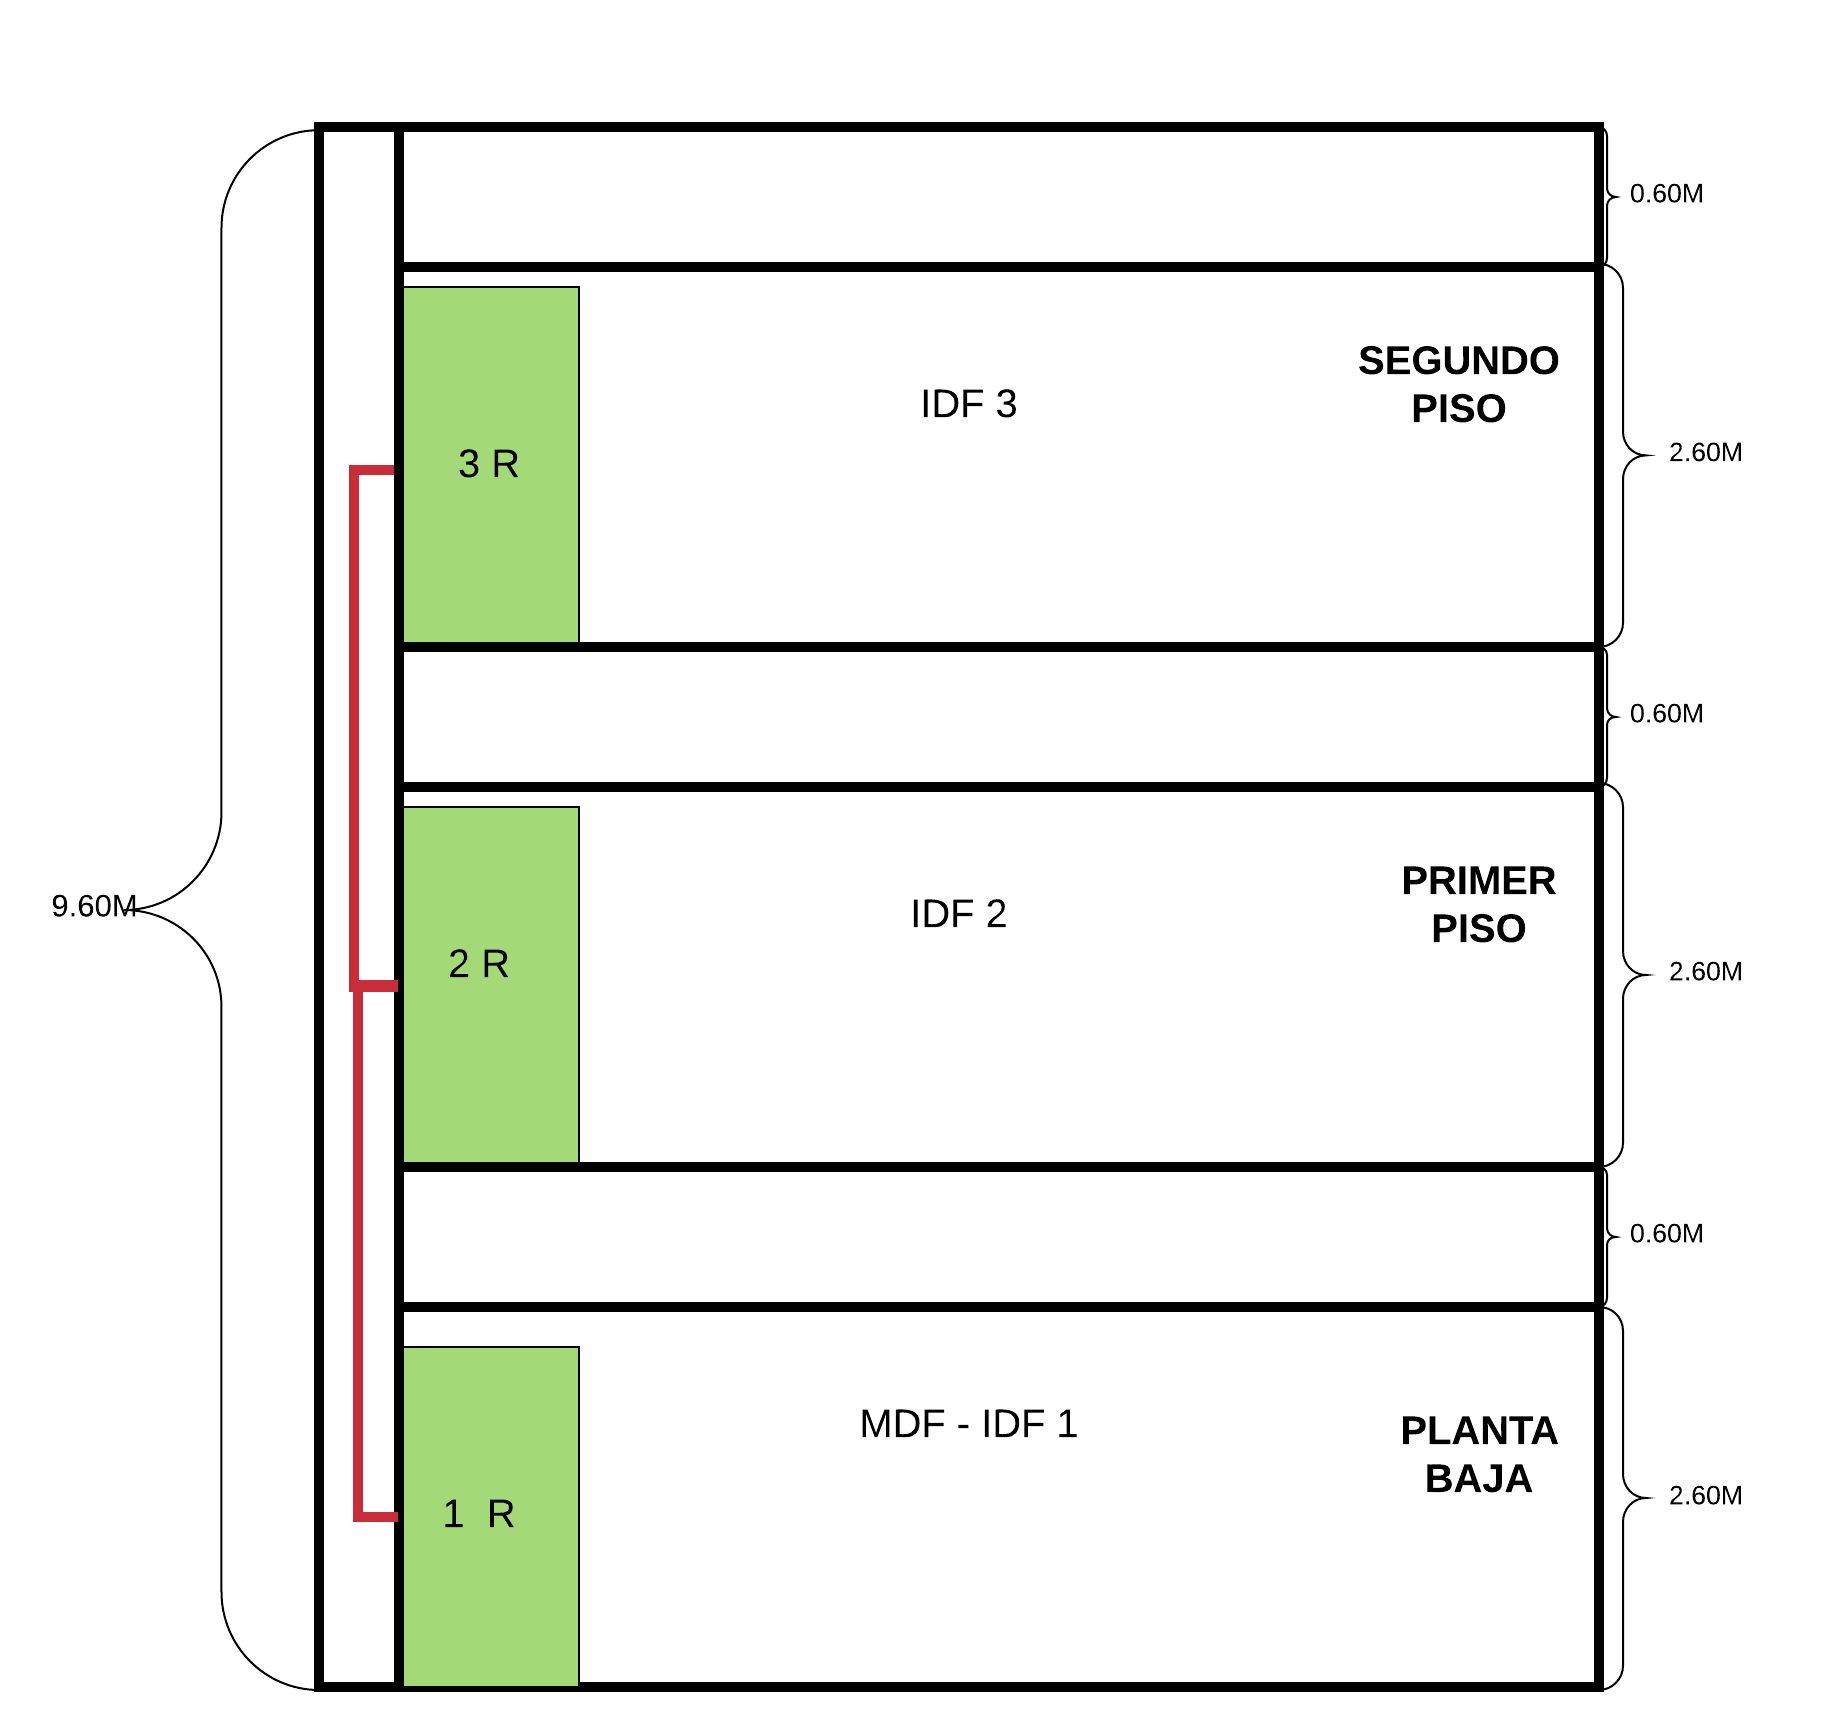 0.60M
SEGUNDO
PISO
IDF 3
3 R
2.60M
0.60M
PRIMER
PISO
IDF 2
9.60M
2 R
2.60M
0.60M
MDF - IDF 1
PLANTA
BAJA
1  R
2.60M